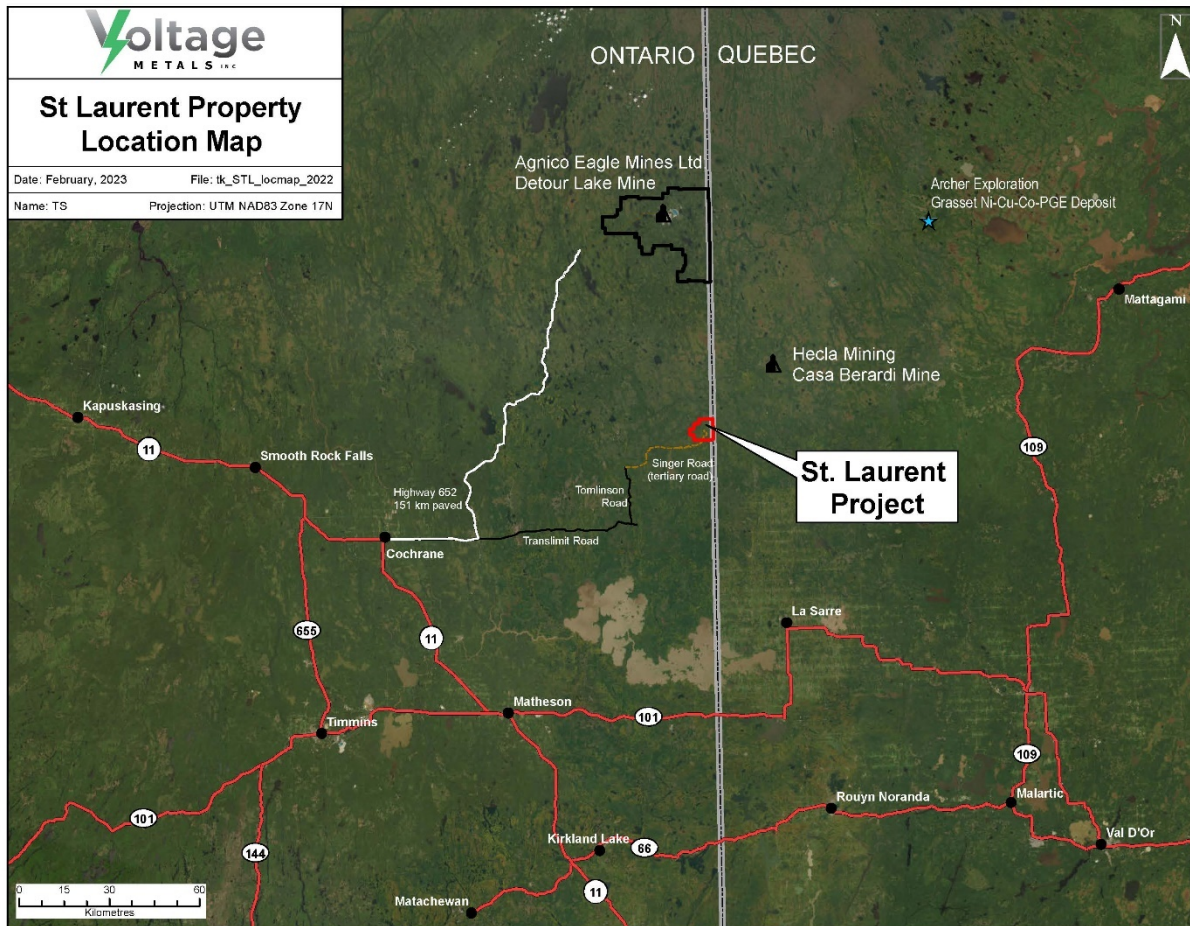 Voltage
METALS INC
St Laurent Property
Location Map
Date: February, 2023 File: tk_STL_locmap_2022
Name: TS Projection: UTM NAD83 Zone 17N
ONTARIO QUEBEC
N
Agnico Eagle Mines Ltd
Detour Lake Mine
Archer Exploration
Grasset Ni-Cu-Co-PGE Deposit
Mattagami
Hecla Mining
Casa Berardi Mine
Kapuskasing
11
Smooth Rock Falls
109
Singer Road
(tertiary road)
St. Laurent
Project
Highway 652
151 km paved
Tomlinson
Road
Translimit Road
Cochrane
La Sarre
655
11
Matheson
101
Timmins
109
Malartic
Rouyn Noranda
101
Val D'Or
Kirkland Lake
66
144
11
Matachewan
0 15 30 60
Kilometres